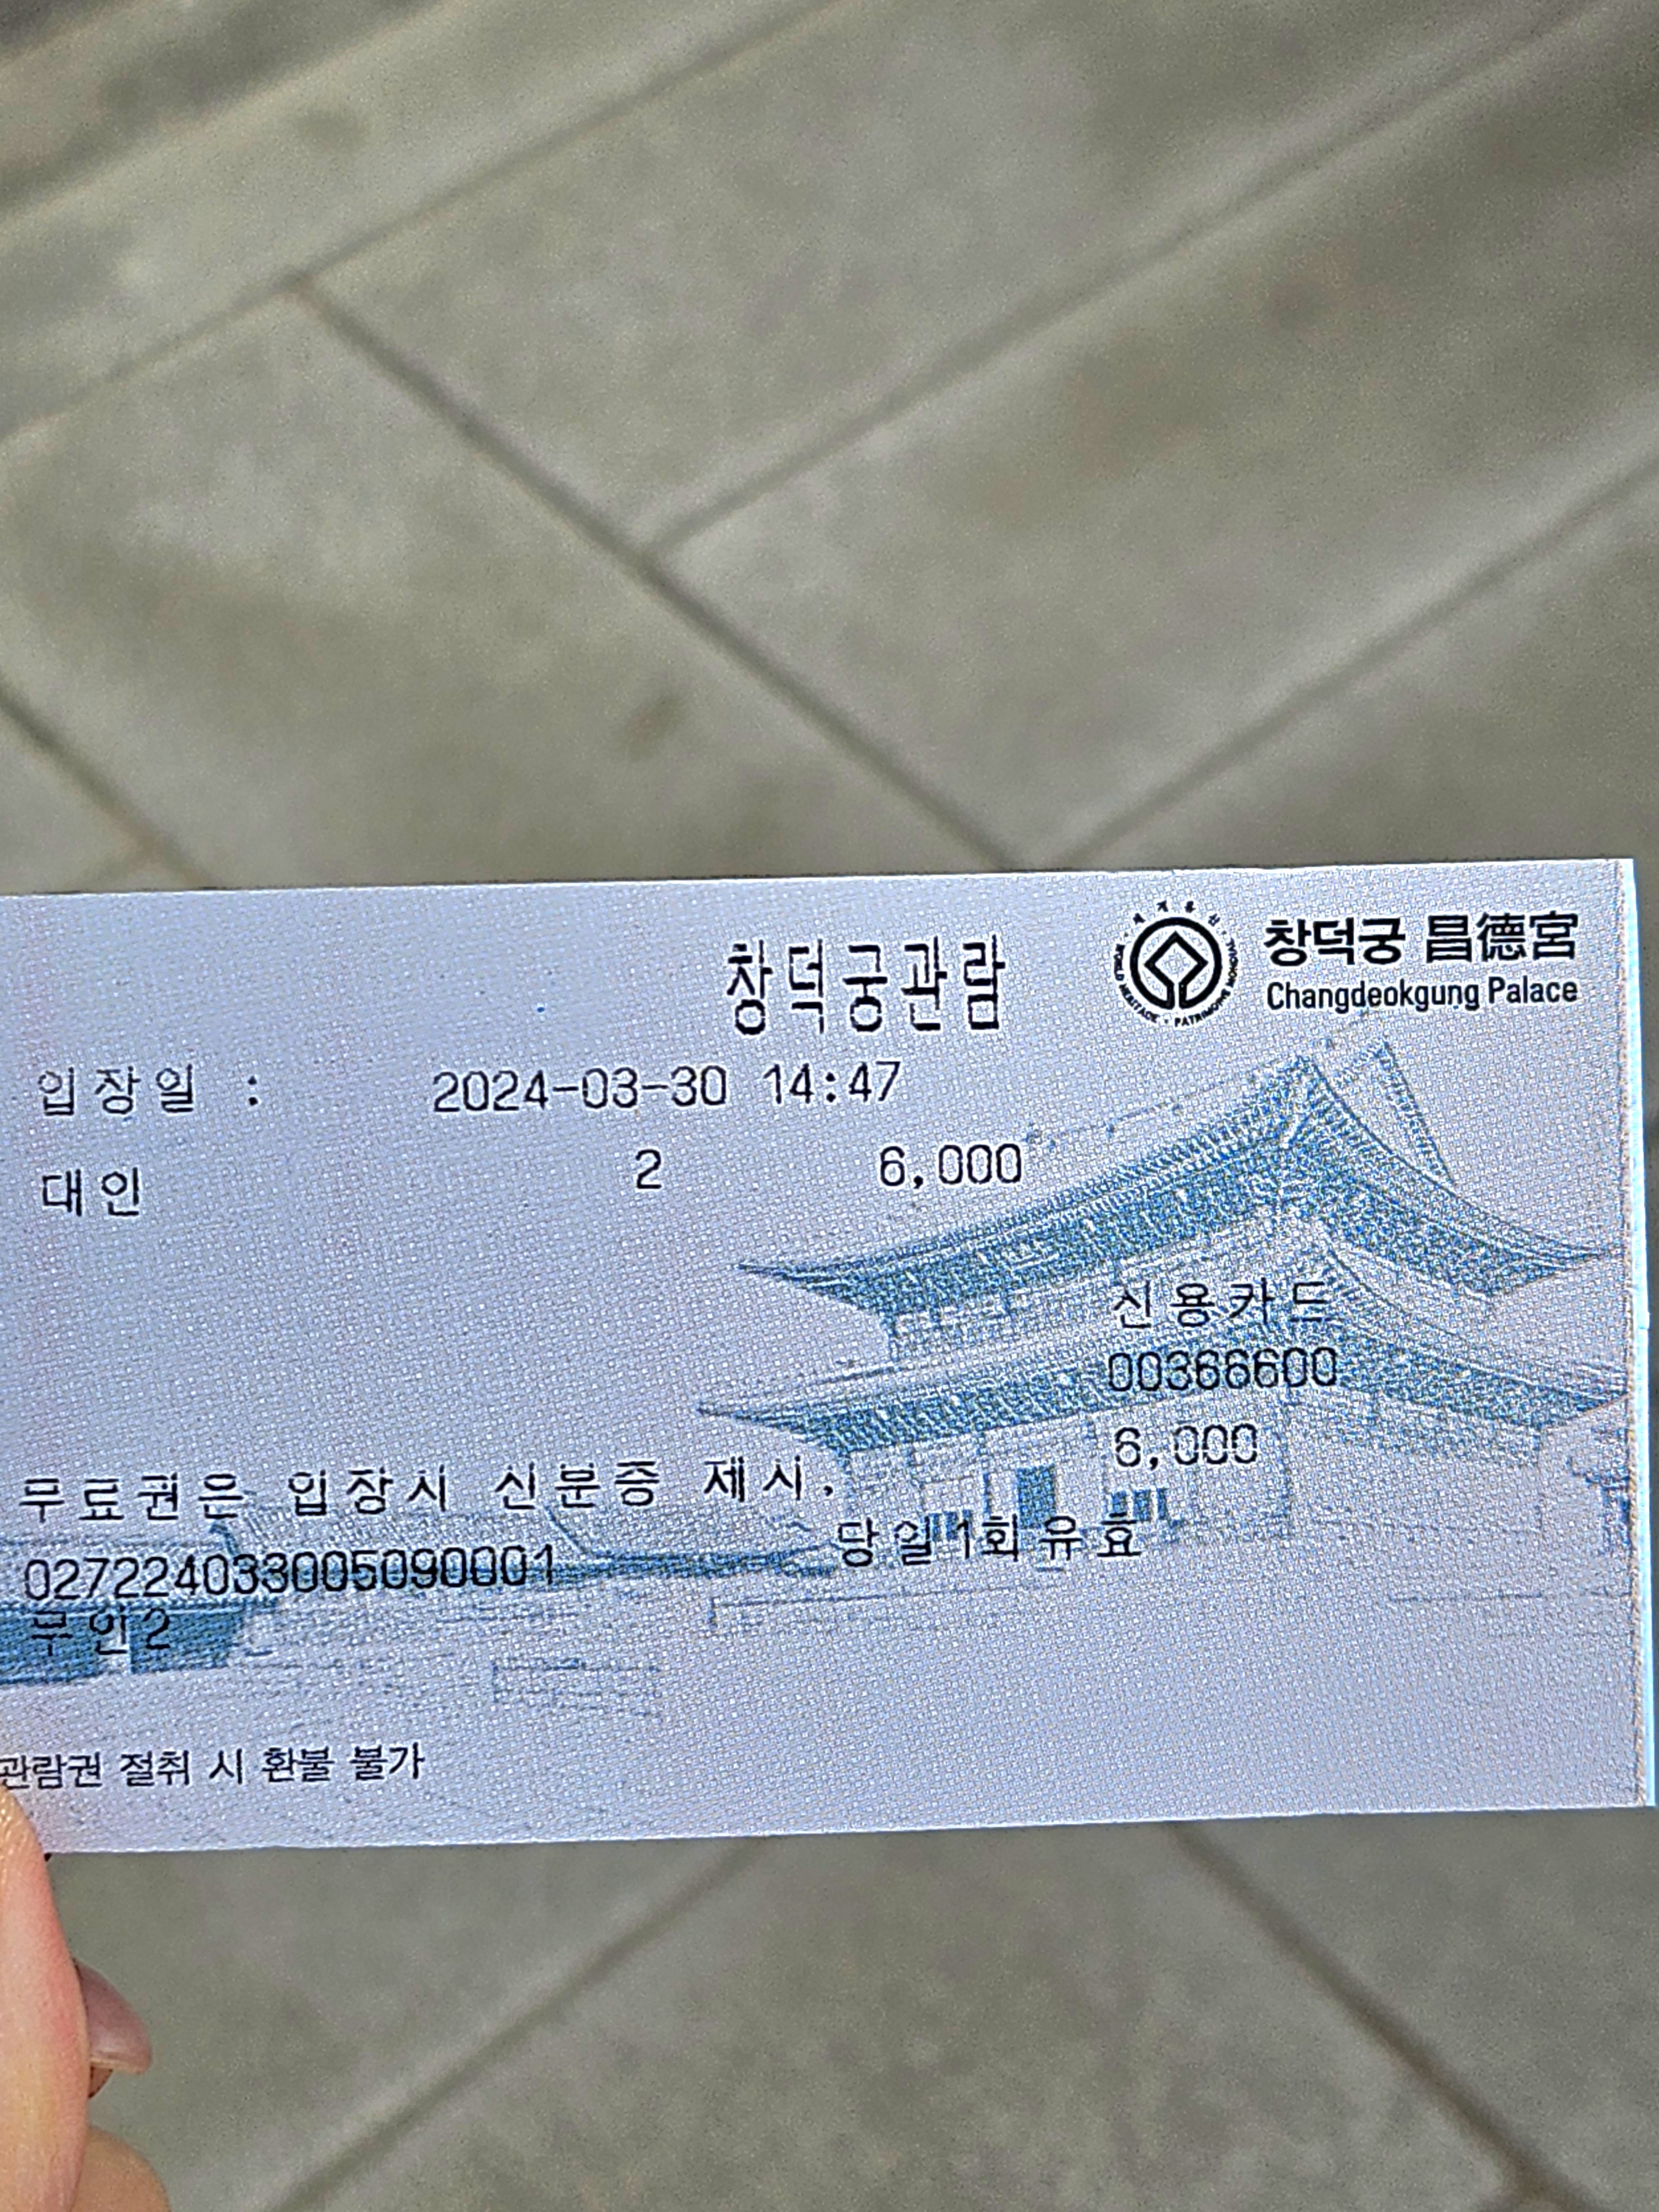 창덕궁관람
창덕궁 昌德宮
Changdeokgung Palace
입장일 : 2024-03-30 14:47
대인 2 6,000
신용카드
00366600
6,000
무료권은 입장시 신분증 제시.
당일1회유효
027224033005090001
무인2
관람권 절취 시 환불 불가